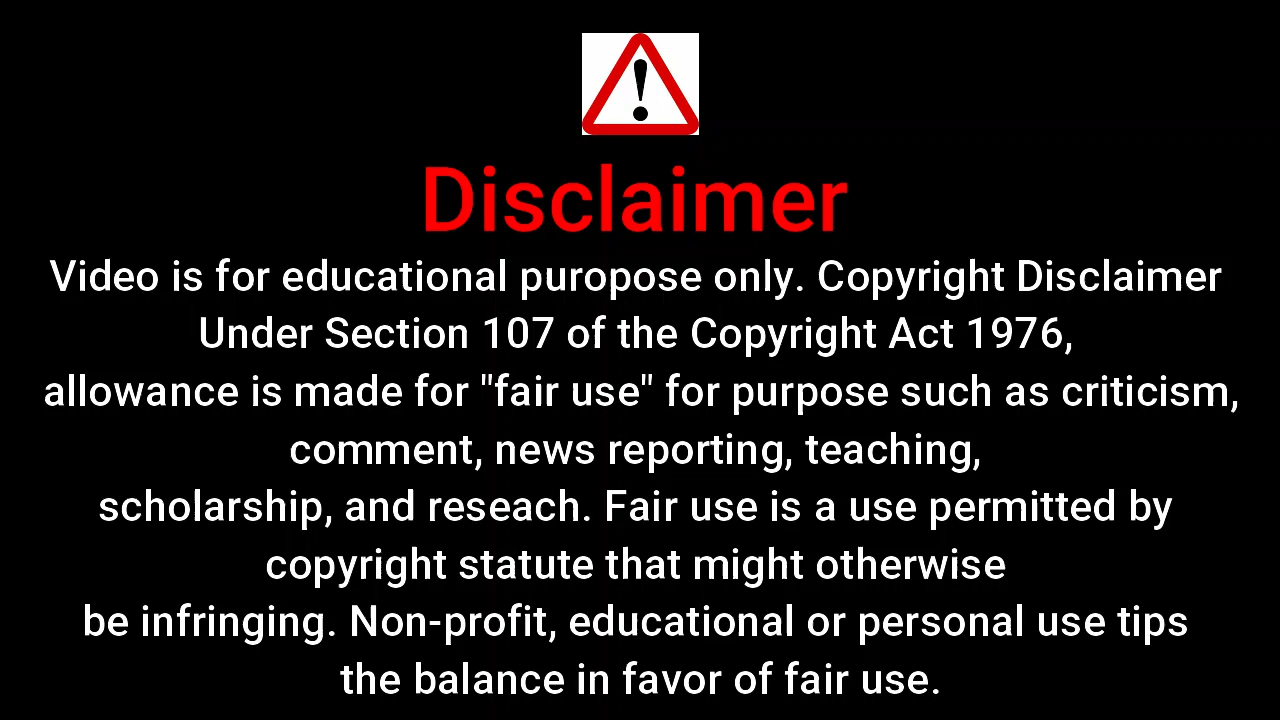 Disclaimer
Video is for educational puropose only. Copyright Disclaimer
Under Section 107 of the Copyright Act 1976,
allowance is made for "fair use" for purpose such as criticism,
comment, news reporting, teaching,
scholarship, and reseach. Fair use is a use permitted by
copyright statute that might otherwise
be infringing. Non-profit, educational or personal use tips
the balance in favor of fair use.